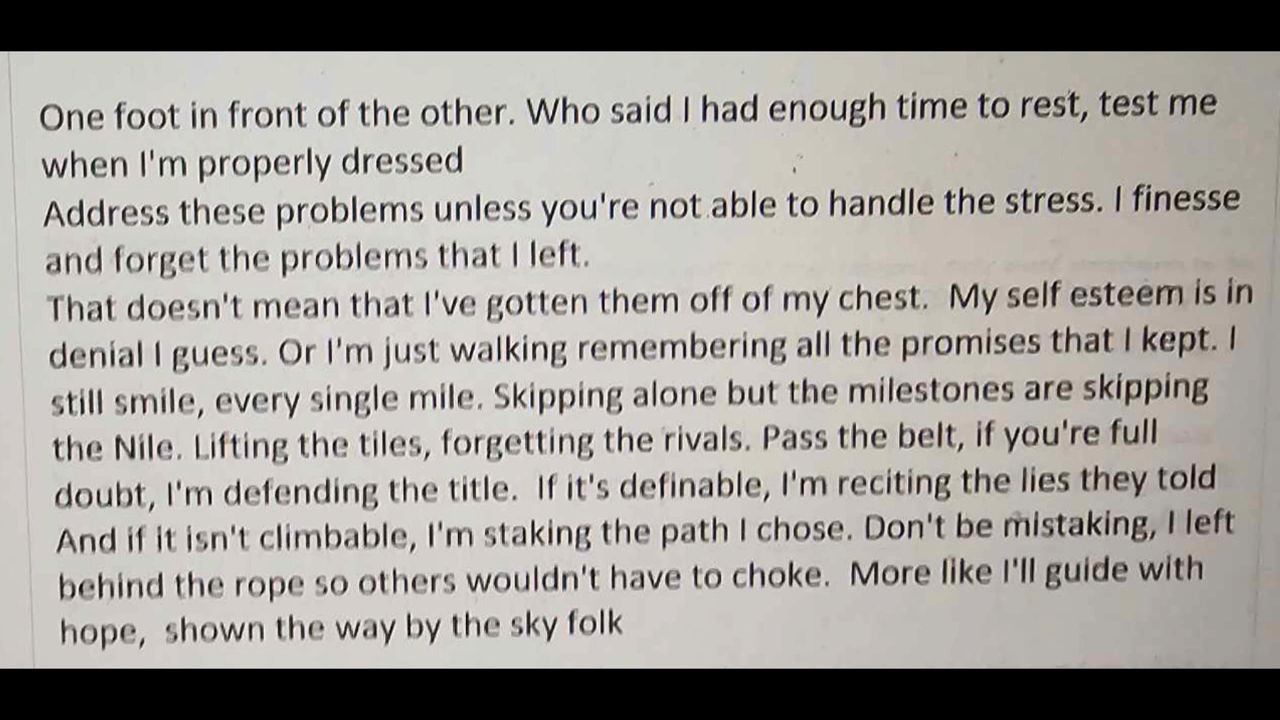 One foot in front of the other. Who said I had enough time to rest, test me
when I'm properly dressed
Address these problems unless you're not able to handle the stress. I finesse
and forget the problems that I left.
That doesn't mean that I've gotten them off of my chest.  My self esteem is in
denial I guess. Or I'm just walking remembering all the promises that I kept. I
still smile, every single mile. Skipping alone but the milestones are skipping
the Nile. Lifting the tiles, forgetting the rivals. Pass the belt, if you're full
doubt, I'm defending the title.  If it's definable, I'm reciting the lies they told
And if it isn't climbable, I'm staking the path I chose. Don't be mistaking, I left
behind the rope so others wouldn't have to choke.  More like I'll guide with
hope,  shown the way by the sky folk